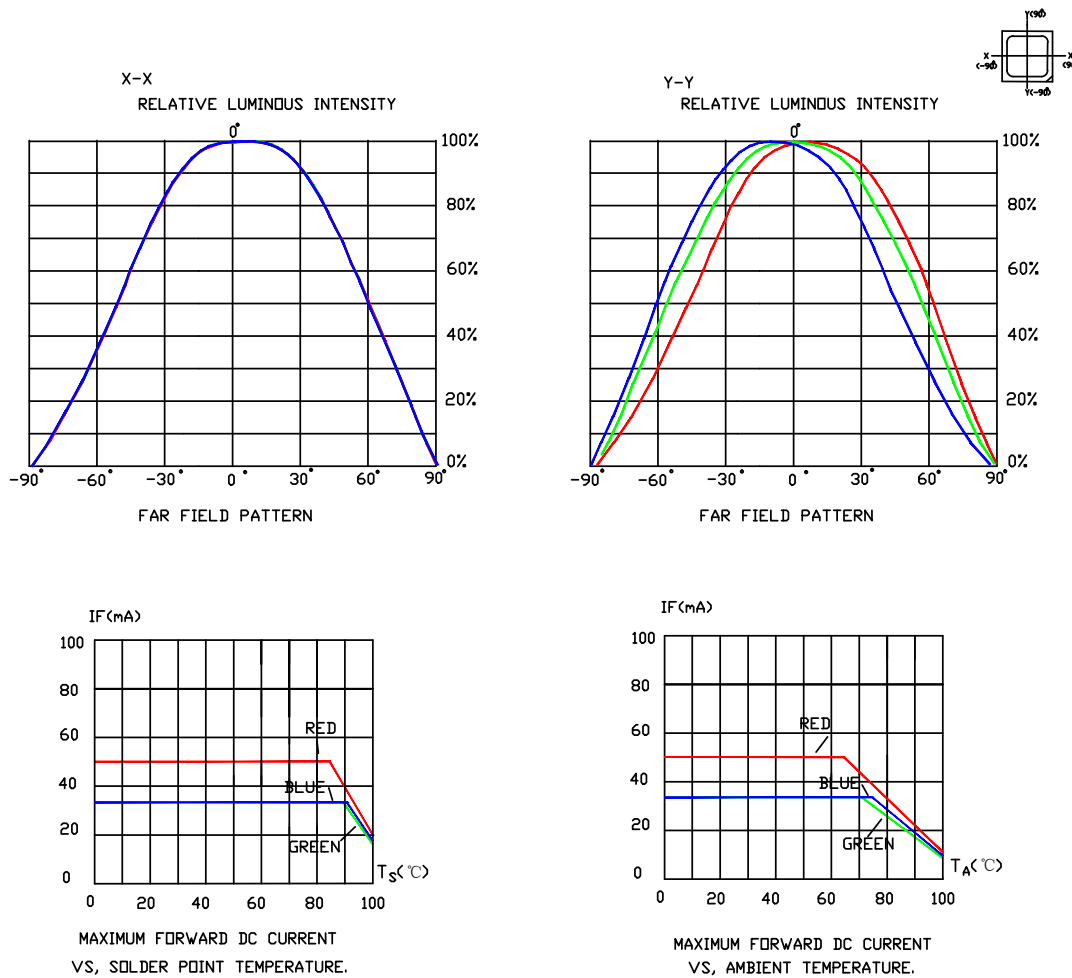 Y(90°)
X
X
(-90°)
(90°)
Y(-90°)
X-X
RELATIVE LUMINOUS INTENSITY
0°
100%
80%
60%
40%
20%
0%
-90°
-60°
-30°
0°
30°
60°
90°
FAR FIELD PATTERN
Y-Y
RELATIVE LUMINOUS INTENSITY
0°
100%
80%
60%
40%
20%
0%
-90°
-60°
-30°
0°
30°
60°
90°
FAR FIELD PATTERN
IF(mA)
100
80
60
40
20
0
RED
BLUE
GREEN
TS(℃)
0
20
40
60
80
100
MAXIMUM FORWARD DC CURRENT
VS, SOLDER POINT TEMPERATURE.
IF(mA)
100
80
60
40
20
0
RED
BLUE
GREEN
TA(℃)
0
20
40
60
80
100
MAXIMUM FORWARD DC CURRENT
VS, AMBIENT TEMPERATURE.